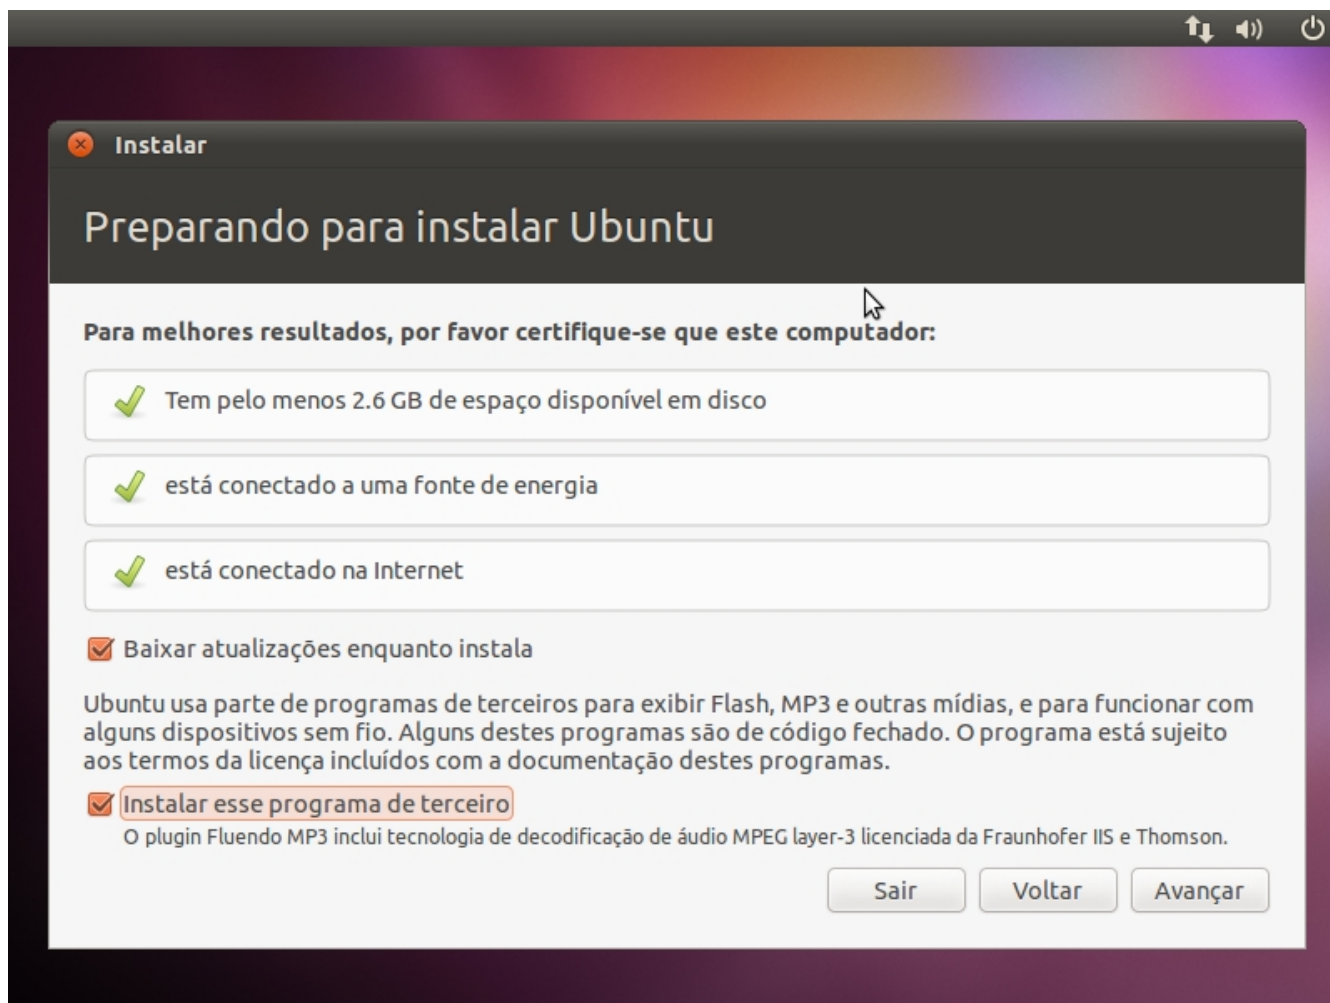 Instalar
Preparando para instalar Ubuntu
Para melhores resultados, por favor certifique-se que este computador:
Tem pelo menos 2.6 GB de espaço disponível em disco
está conectado a uma fonte de energia
está conectado na Internet
Baixar atualizações enquanto instala
Ubuntu usa parte de programas de terceiros para exibir Flash, MP3 e outras mídias, e para funcionar com
alguns dispositivos sem fio. Alguns destes programas são de código fechado. O programa está sujeito
aos termos da licença incluídos com a documentação destes programas.
Instalar esse programa de terceiro
O plugin Fluendo MP3 inclui tecnologia de decodificação de áudio MPEG layer-3 licenciada da Fraunhofer IIS e Thomson.
Sair Voltar Avançar